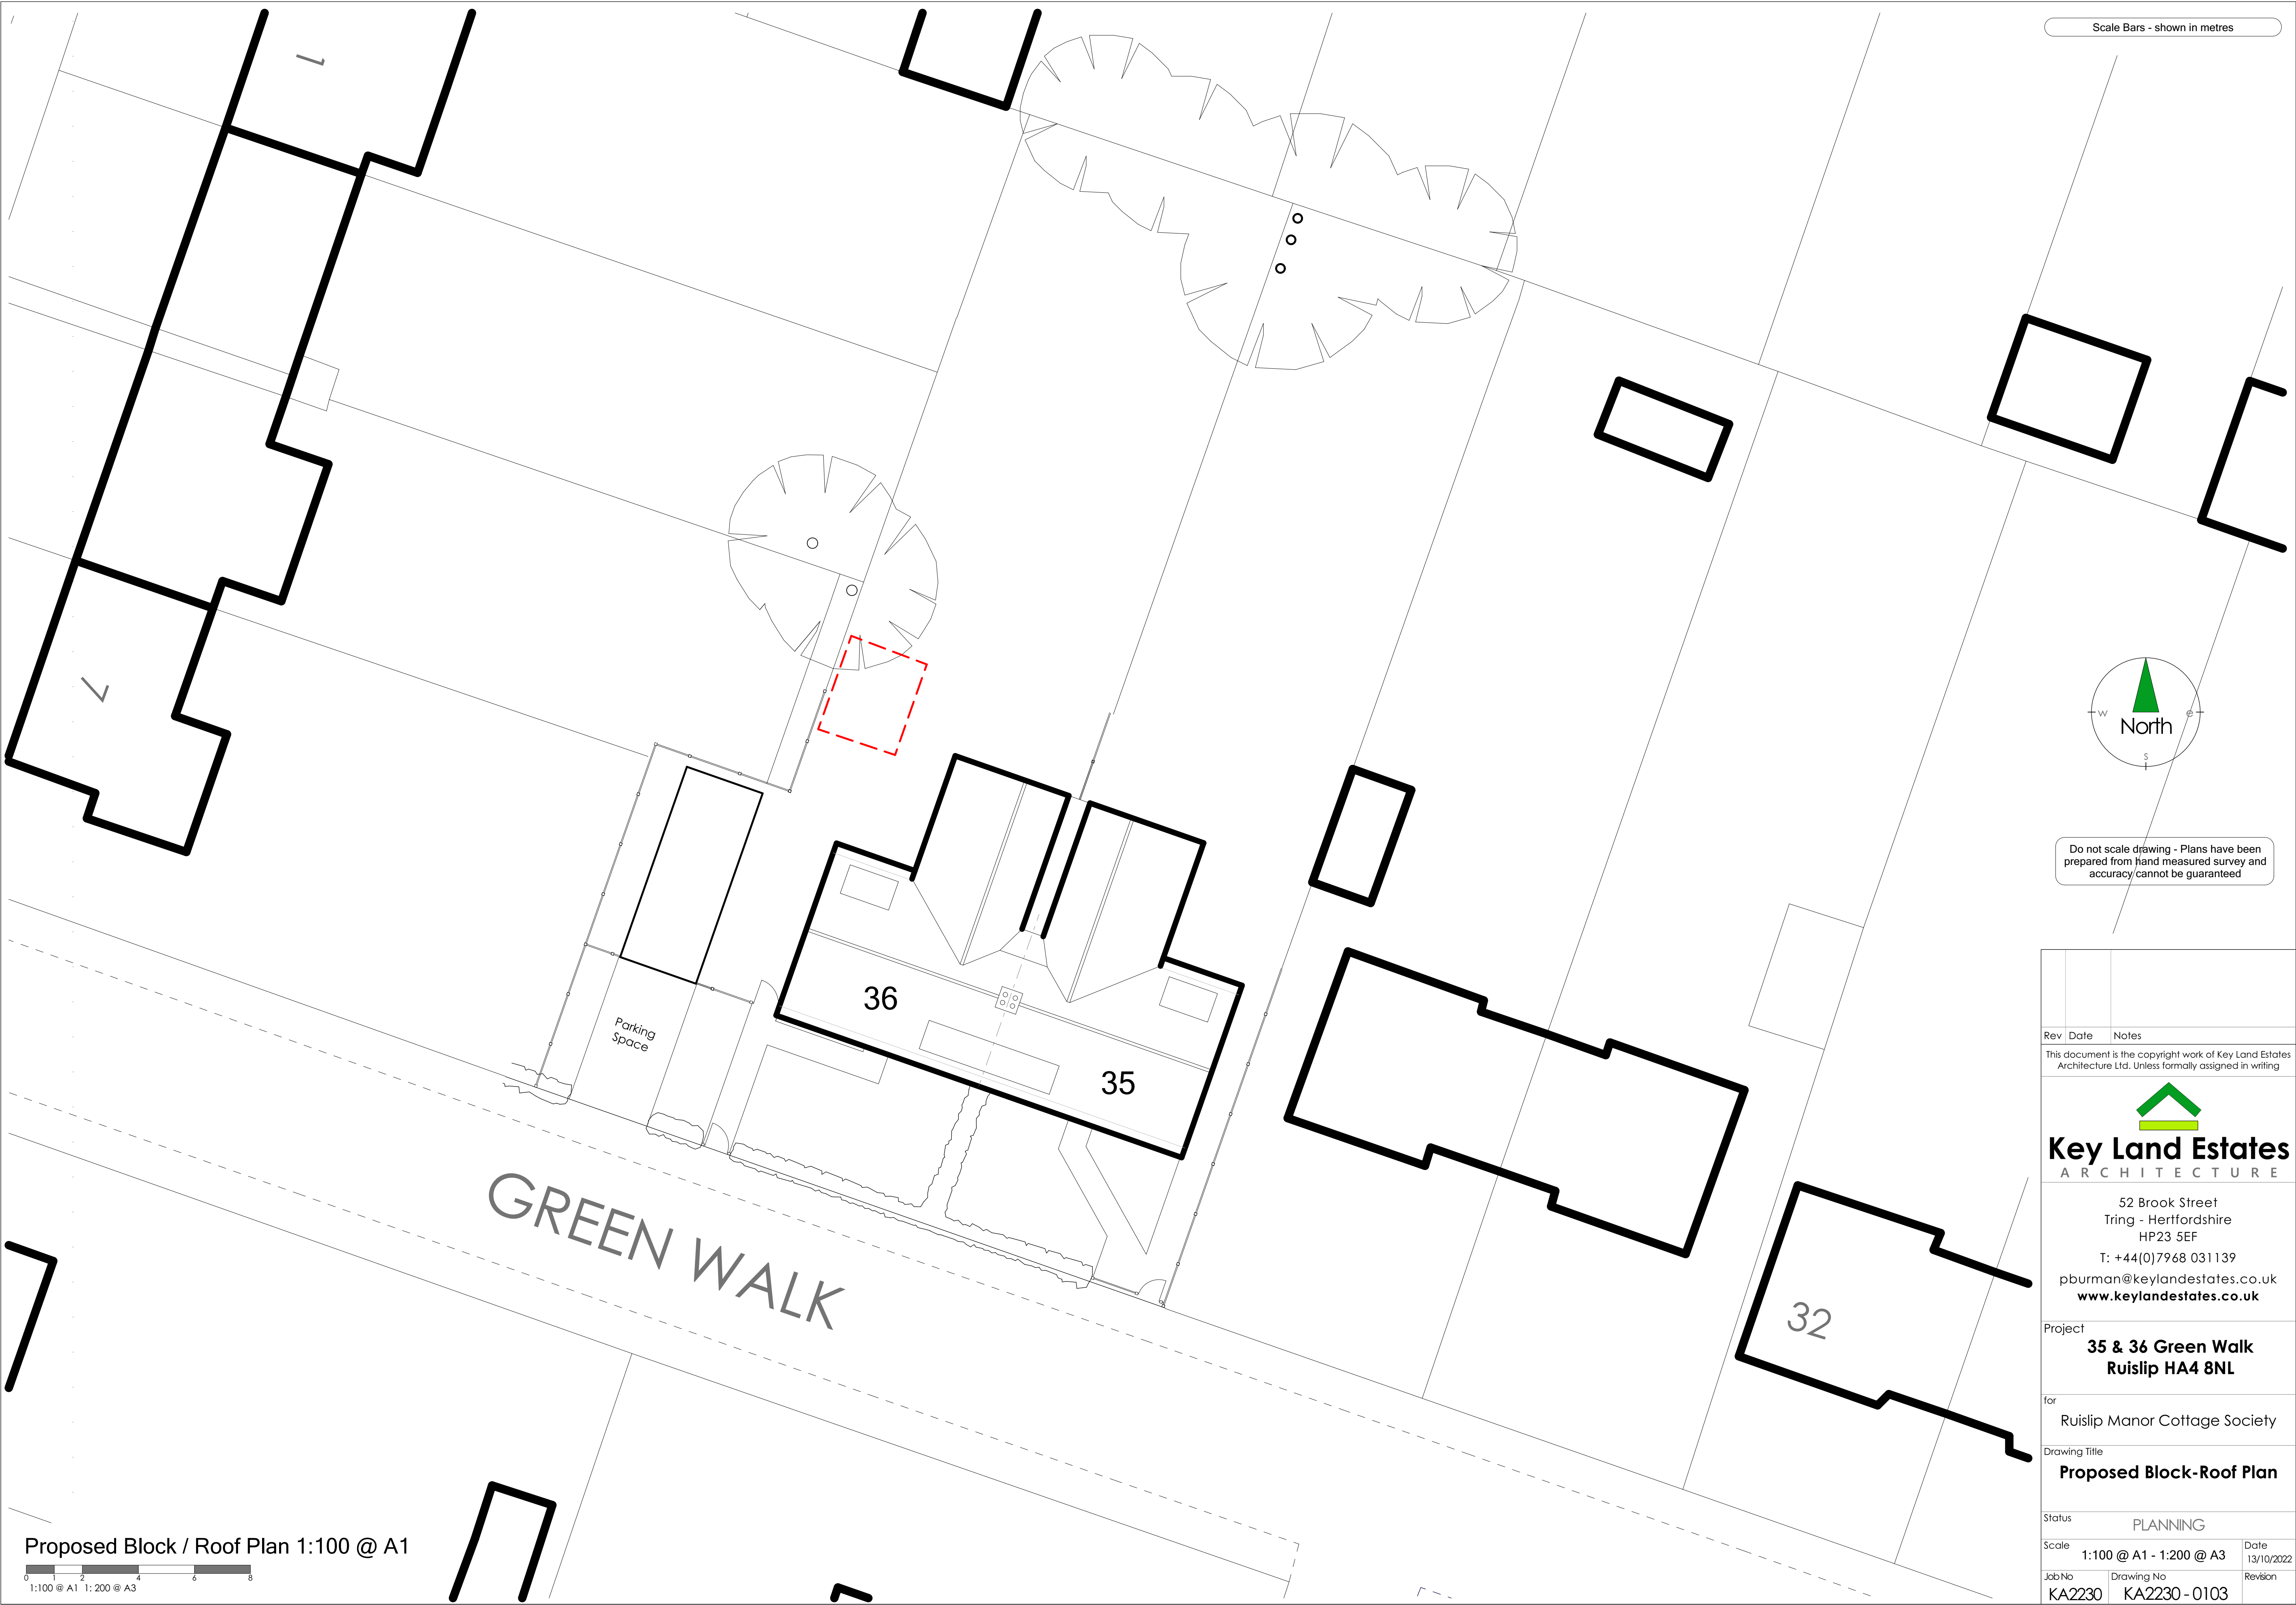 Scale Bars - shown in metres
1
7
36
35
Parking
Space
GREEN WALK
32
W
e
North
S
Do not scale drawing - Plans have been
prepared from hand measured survey and
accuracy cannot be guaranteed
Rev Date Notes
This document is the copyright work of Key Land Estates
Architecture Ltd. Unless formally assigned in writing
Key Land Estates
ARCHITECTURE
52 Brook Street
Tring - Hertfordshire
HP23 5EF
T: +44(0)7968 031139
pburman@keylandestates.co.uk
www.keylandestates.co.uk
Project
35 & 36 Green Walk
Ruislip HA4 8NL
for
Ruislip Manor Cottage Society
Drawing Title
Proposed Block-Roof Plan
Status
PLANNING
Scale
1:100 @ A1 - 1:200 @ A3
Date
13/10/2022
Job No
KA2230
Drawing No
KA2230 - 0103
Revision
Proposed Block / Roof Plan 1:100 @ A1
0 1 2 4 6 8
1:100 @ A1 1: 200 @ A3